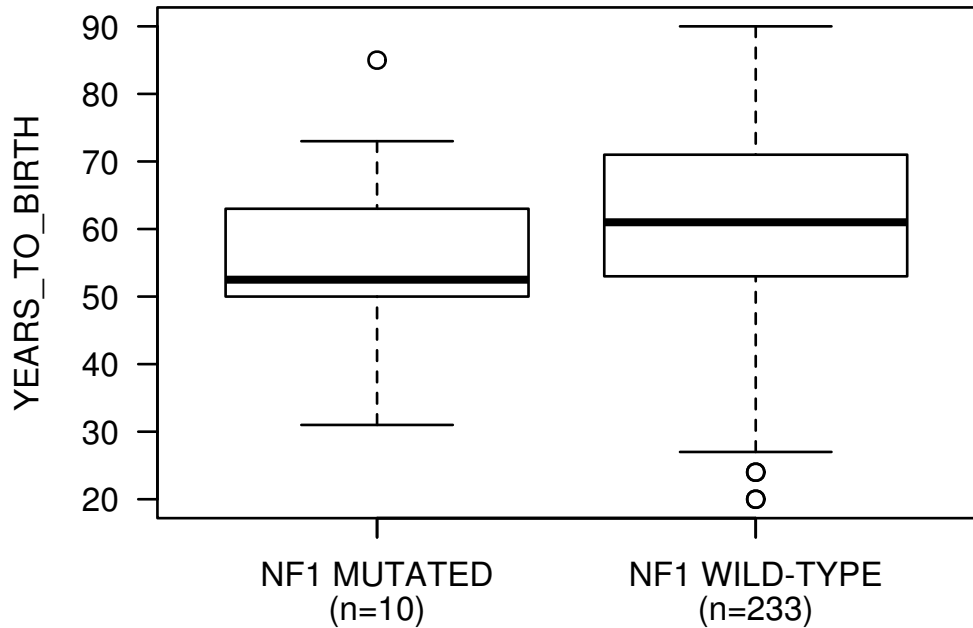 YEARS_TO_BIRTH
90
80
70
60
50
40
30
20
NF1 MUTATED
(n=10)
NF1 WILD-TYPE
(n=233)